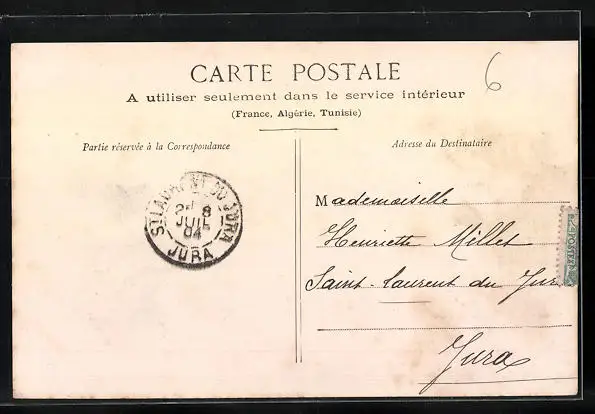 CARTE POSTALE
6
A utiliser seulement dans le service intérieur
(France, Algérie, Tunisie)
Partie réservée à la Correspondance
Adresse du Destinataire
ST LAURENT DU JURA
8
JUIL
04
JURA
Mademoiselle
Henriette Millet
Saint-Laurent du Jura
Jura
POSTES